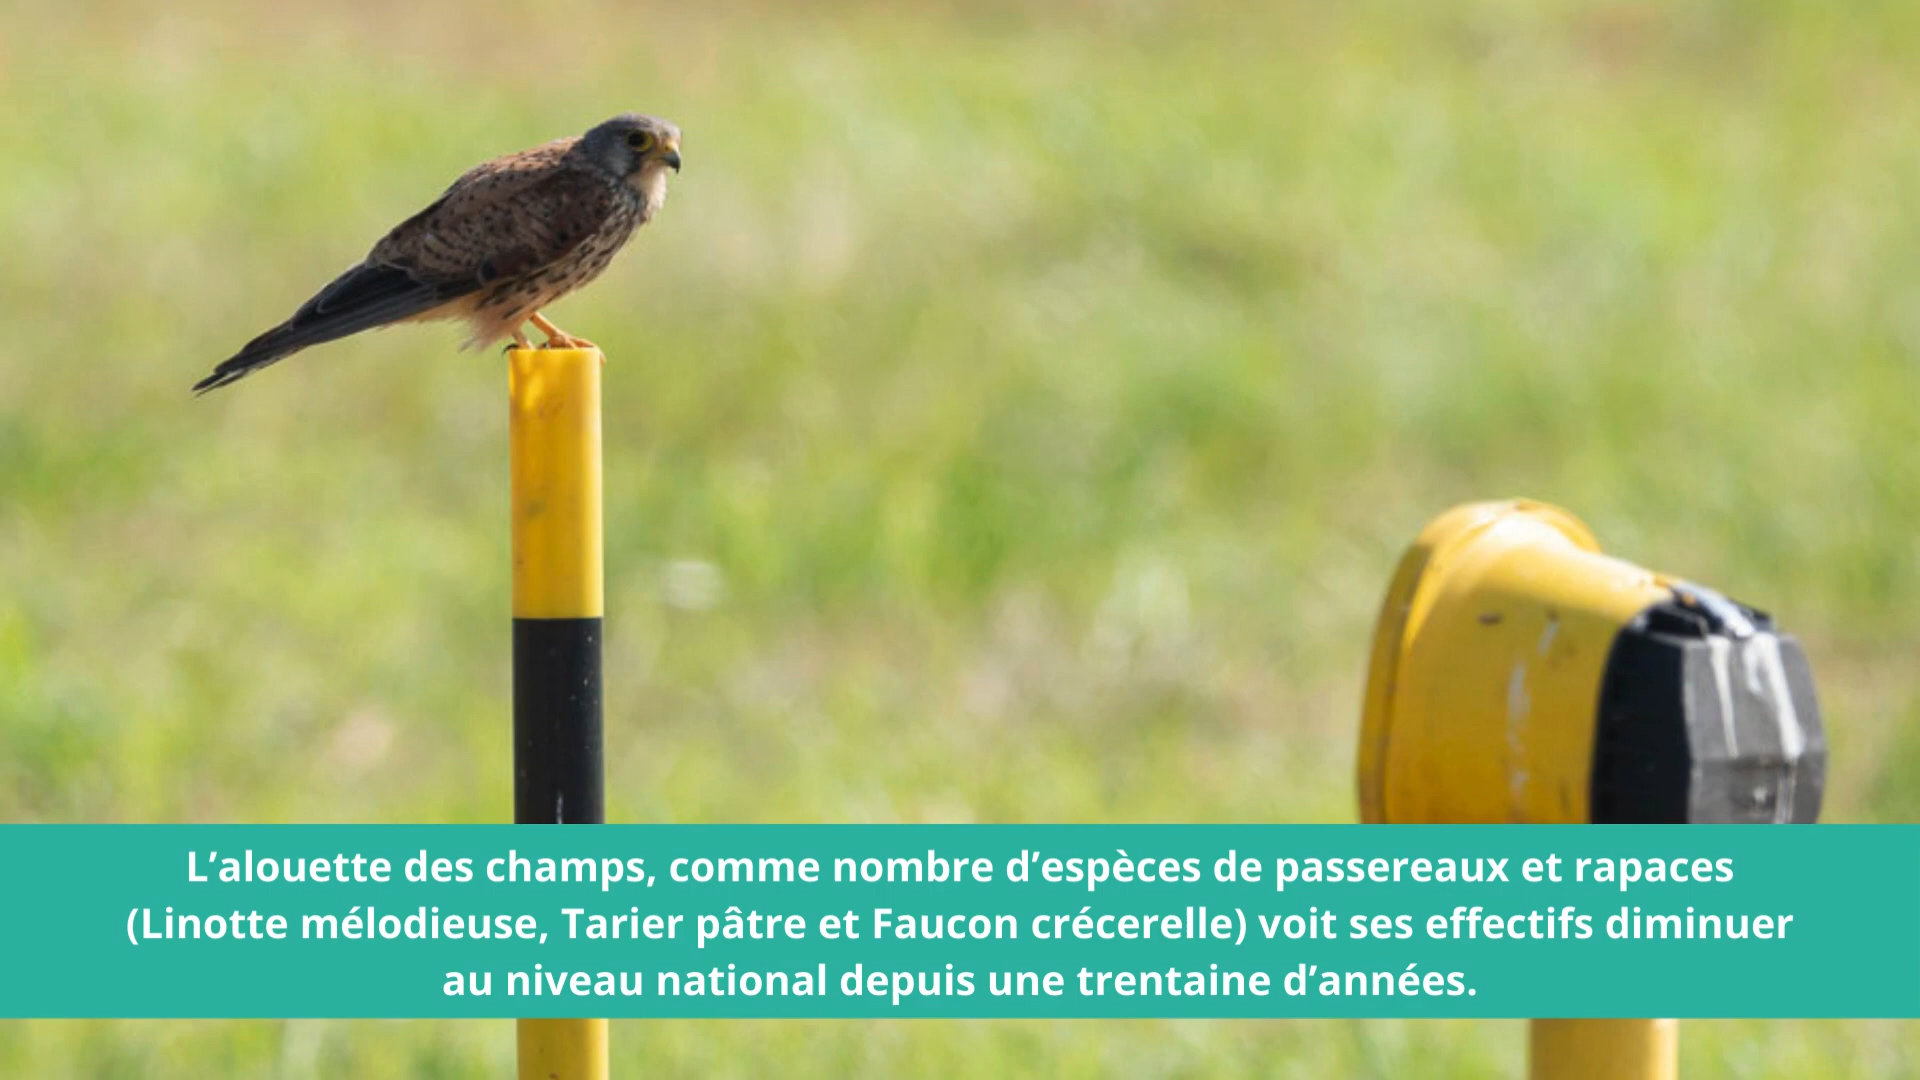 L’alouette des champs, comme nombre d’espèces de passereaux et rapaces
(Linotte mélodieuse, Tarier pâtre et Faucon crécerelle) voit ses effectifs diminuer
au niveau national depuis une trentaine d’années.